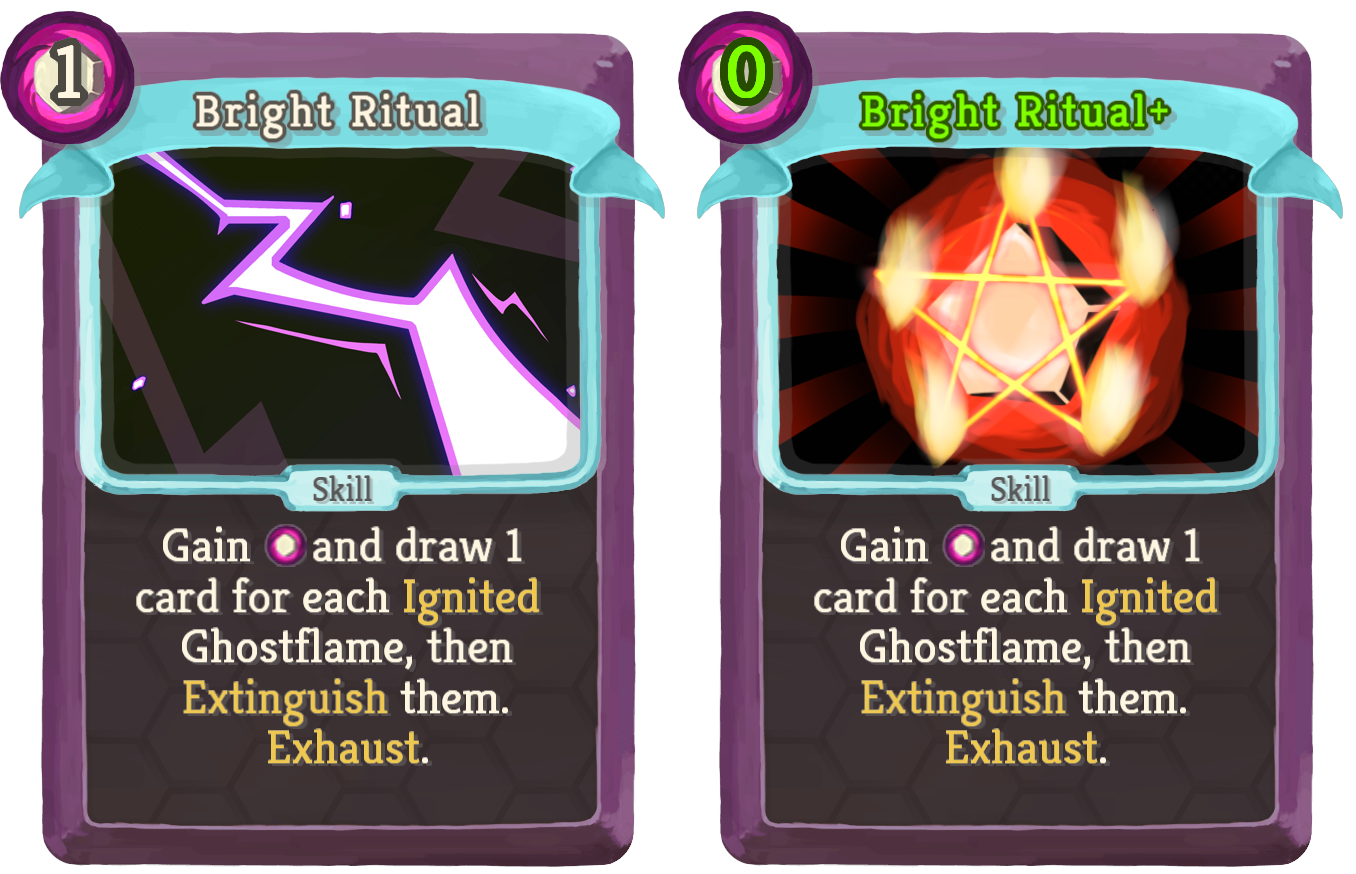 1
Bright Ritual
Skill
Gain and draw 1
card for each Ignited
Ghostflame, then
Extinguish them.
Exhaust.
0
Bright Ritual+
Skill
Gain and draw 1
card for each Ignited
Ghostflame, then
Extinguish them.
Exhaust.